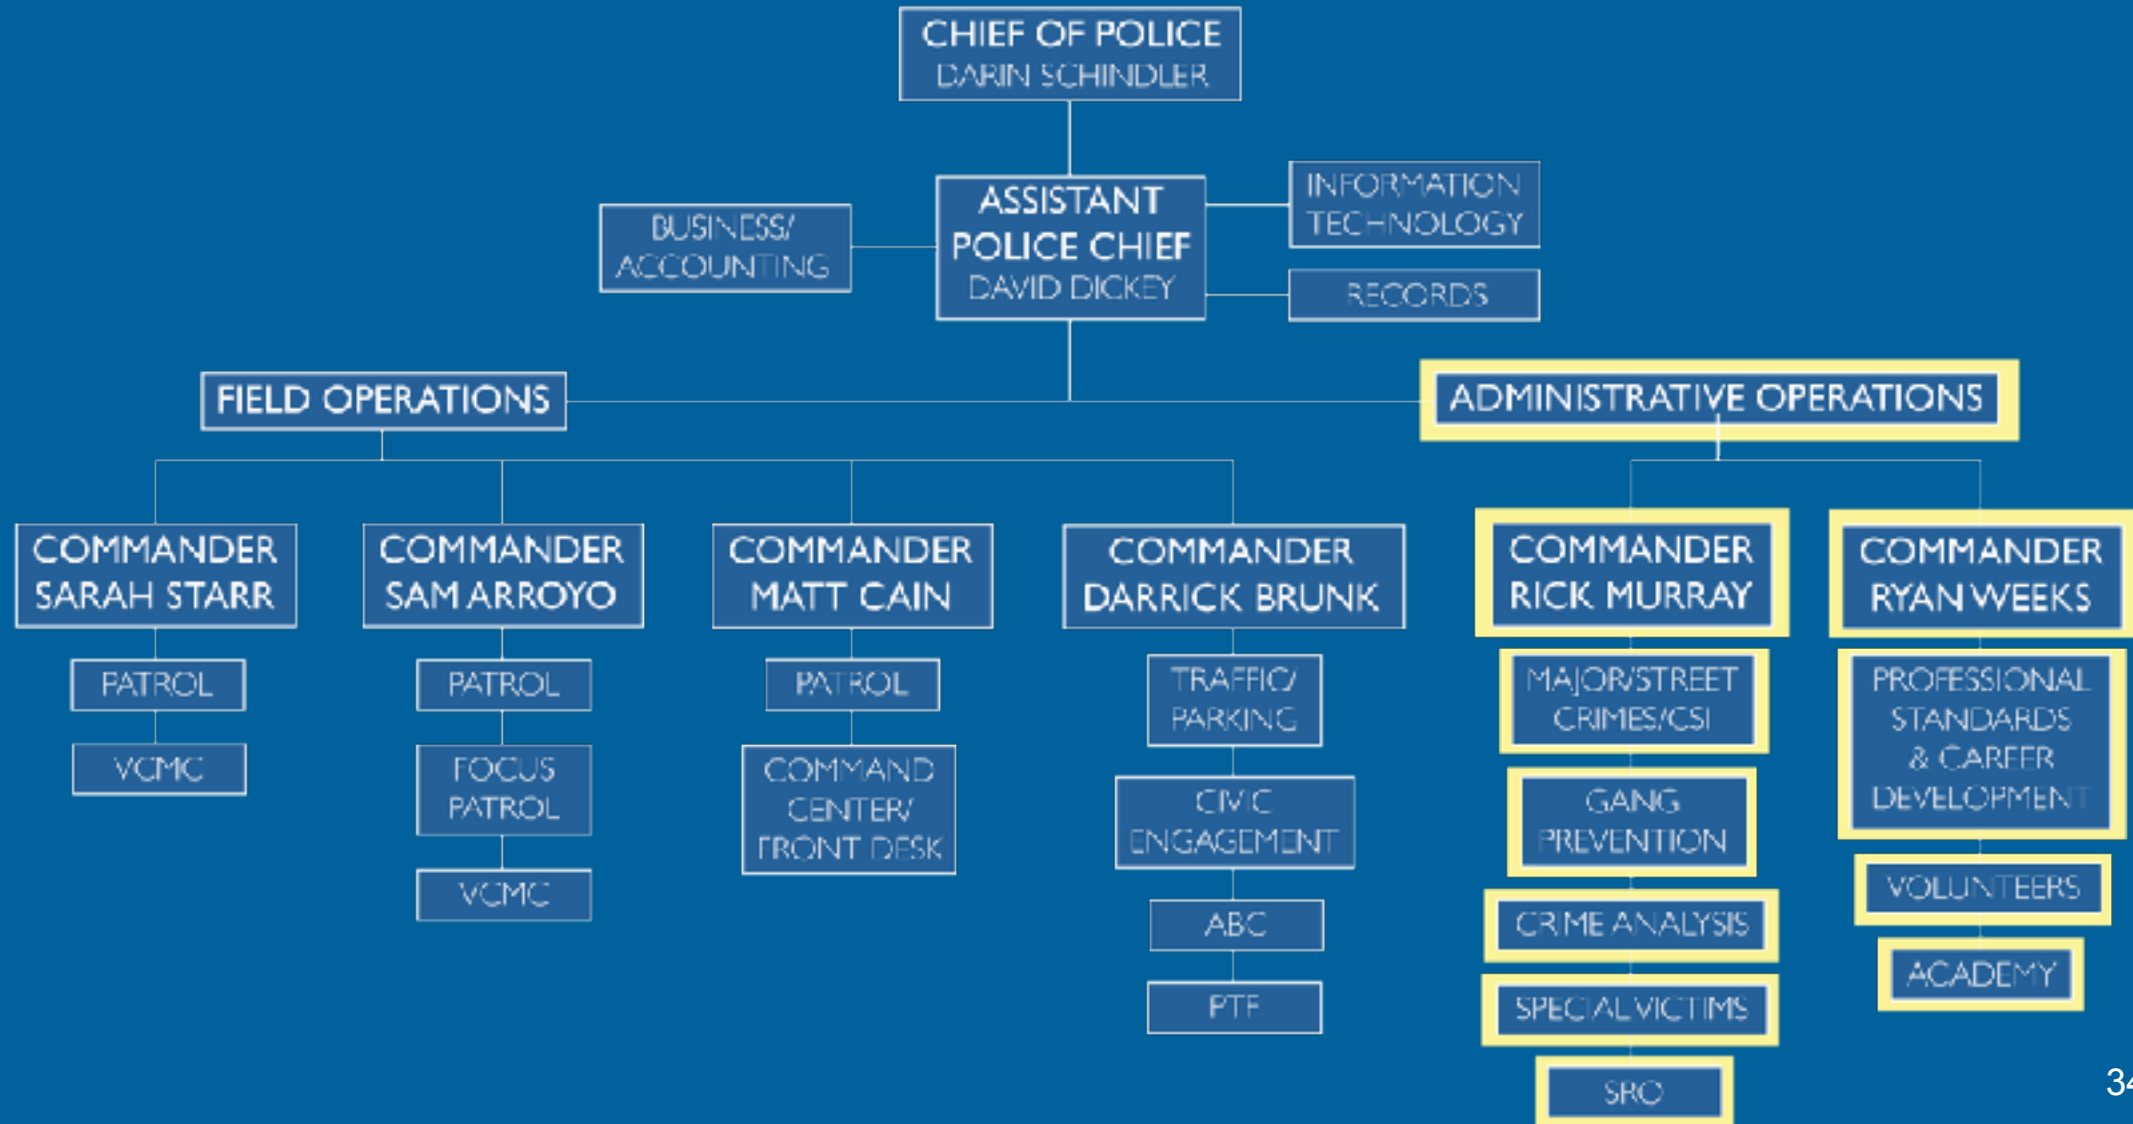 CHIEF OF POLICE
DARIN SCHINDLER
ASSISTANT
POLICE CHIEF
DAVID DICKEY
BUSINESS/
ACCOUNTING
INFORMATION
TECHNOLOGY
RECORDS
FIELD OPERATIONS
ADMINISTRATIVE OPERATIONS
COMMANDER
SARAH STARR
PATROL
VCMC
COMMANDER
SAM ARROYO
PATROL
FOCUS
PATROL
VCMC
COMMANDER
MATT CAIN
PATROL
COMMAND
CENTER/
FRONT DESK
COMMANDER
DARRICK BRUNK
TRAFFIC/
PARKING
CIVIC
ENGAGEMENT
ABC
PTF
COMMANDER
RICK MURRAY
MAJOR/STREET
CRIMES/CSI
GANG
PREVENTION
CRIME ANALYSIS
SPECIAL VICTIMS
SRO
COMMANDER
RYAN WEEKS
PROFESSIONAL
STANDARDS
& CAREER
DEVELOPMENT
VOLUNTEERS
ACADEMY
34